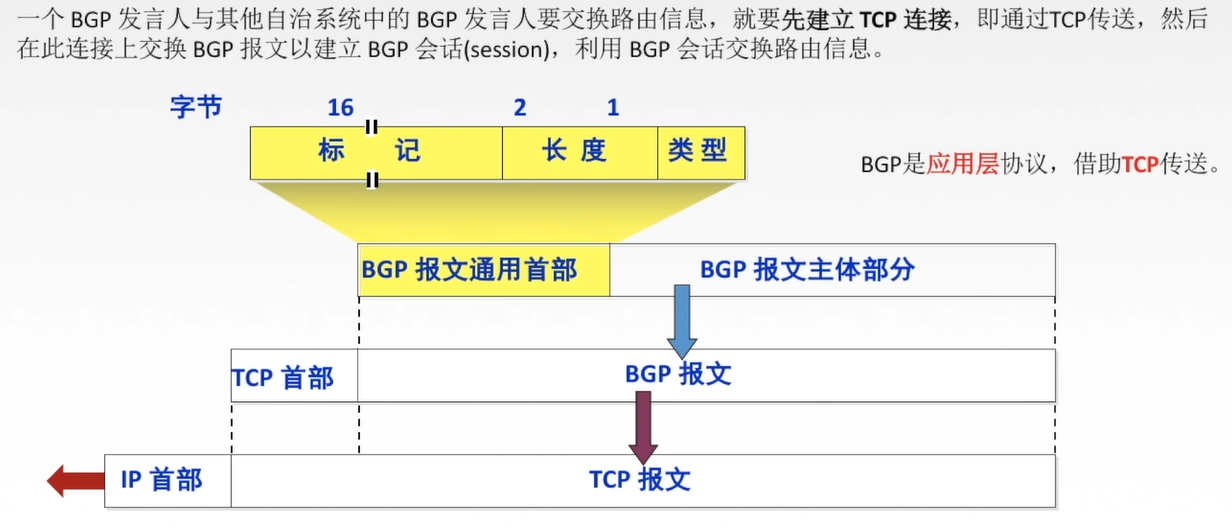 一个 BGP 发言人与其他自治系统中的 BGP 发言人要交换路由信息，就要先建立 TCP 连接，即通过TCP传送，然后
在此连接上交换 BGP 报文以建立 BGP 会话(session)，利用 BGP 会话交换路由信息。
字节 16 2 1
标 记 长 度 类 型
BGP是应用层协议，借助TCP传送。
BGP 报文通用首部 BGP 报文主体部分
TCP 首部 BGP 报文
IP 首部 TCP 报文